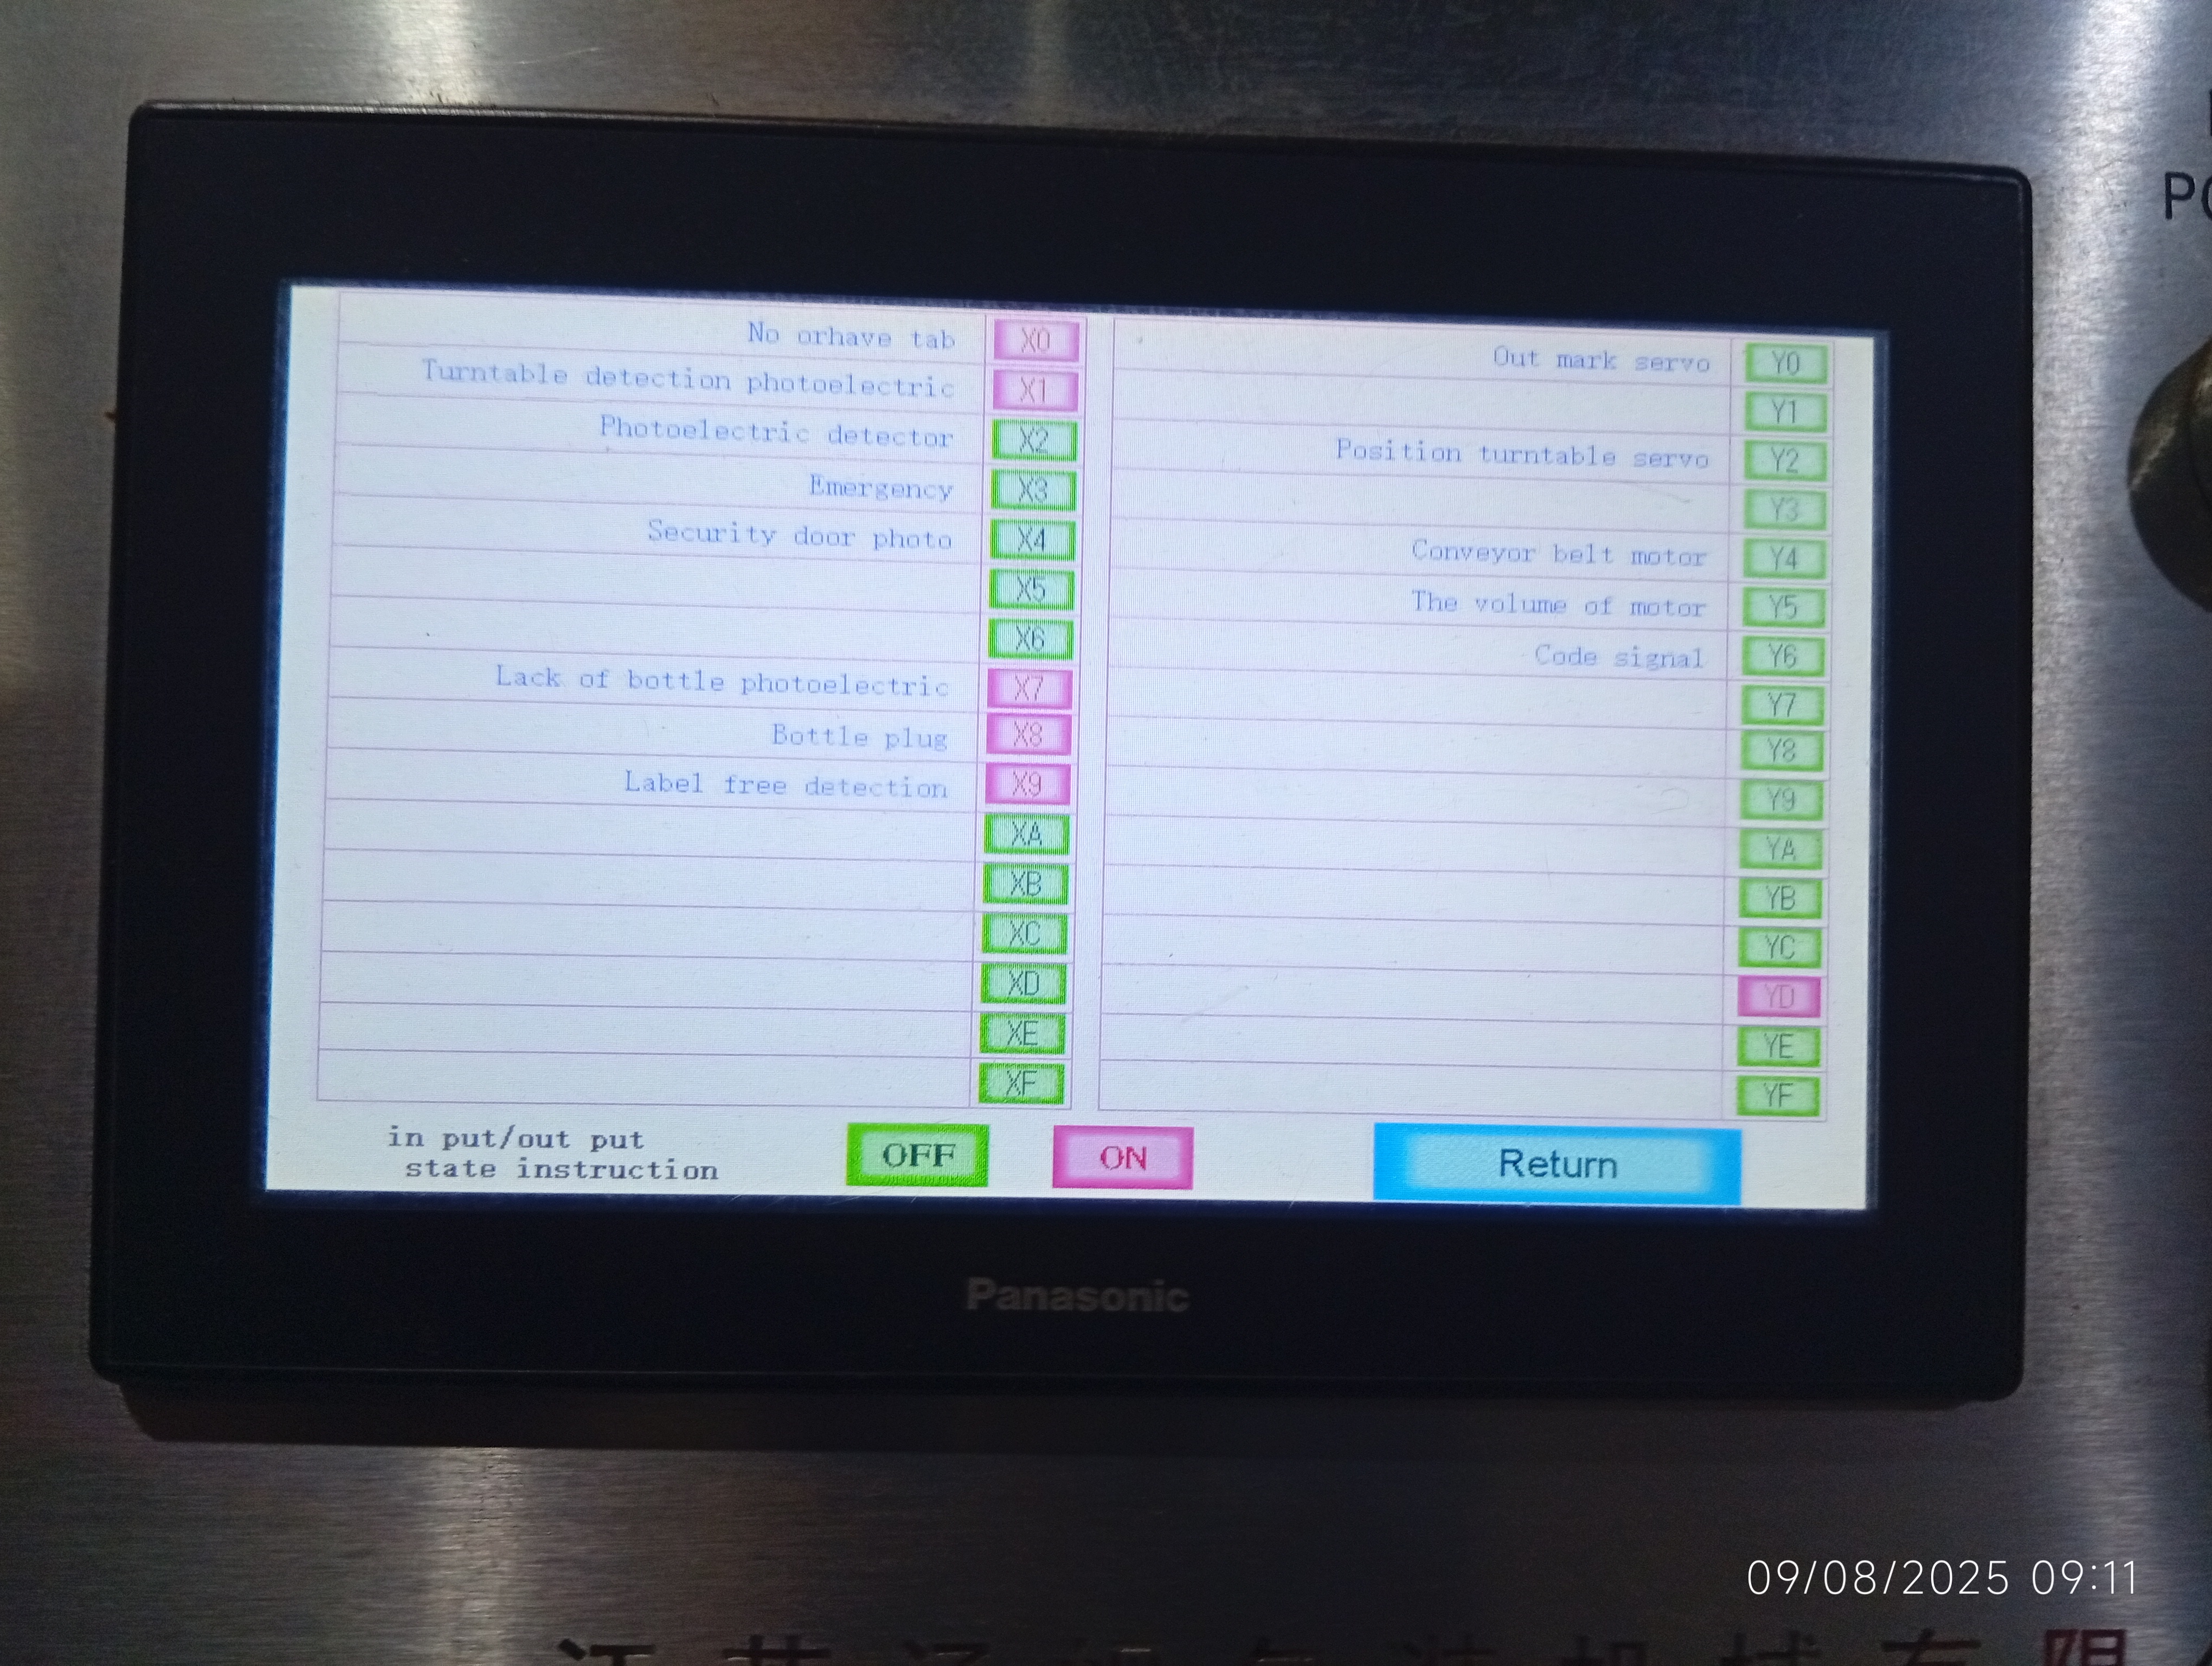 No orhave tab X0
Turntable detection photoelectric X1
Photoelectric detector X2
Emergency X3
Security door photo X4
X5
X6
Lack of bottle photoelectric X7
Bottle plug X8
Label free detection X9
XA
XB
XC
XD
XE
XF
Out mark servo Y0
Y1
Position turntable servo Y2
Y3
Conveyor belt motor Y4
The volume of motor Y5
Code signal Y6
Y7
Y8
Y9
YA
YB
YC
YD
YE
YF
in put/out put
state instruction
OFF
ON
Return
Panasonic
09/08/2025 09:11